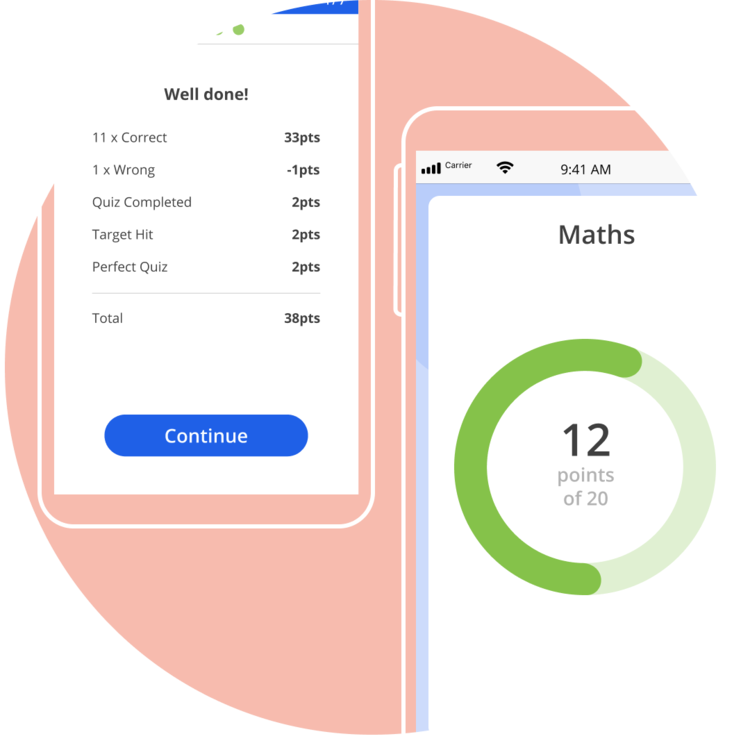 Well done!
11 x Correct 33pts
1 x Wrong -1pts
Quiz Completed 2pts
Target Hit 2pts
Perfect Quiz 2pts
Total 38pts
Continue
Carrier 9:41 AM
Maths
12
points
of 20